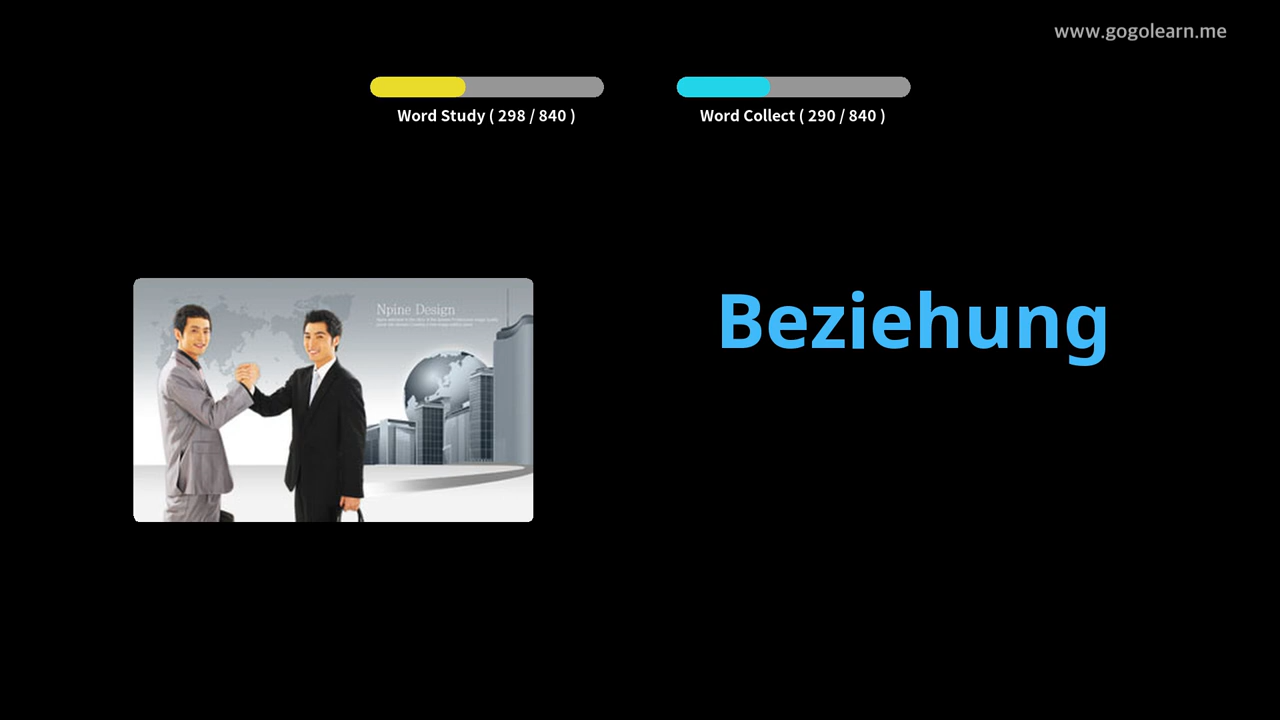 www.gogolearn.me
Word Study ( 298 / 840 )
Word Collect ( 290 / 840 )
Npine Design
Beziehung